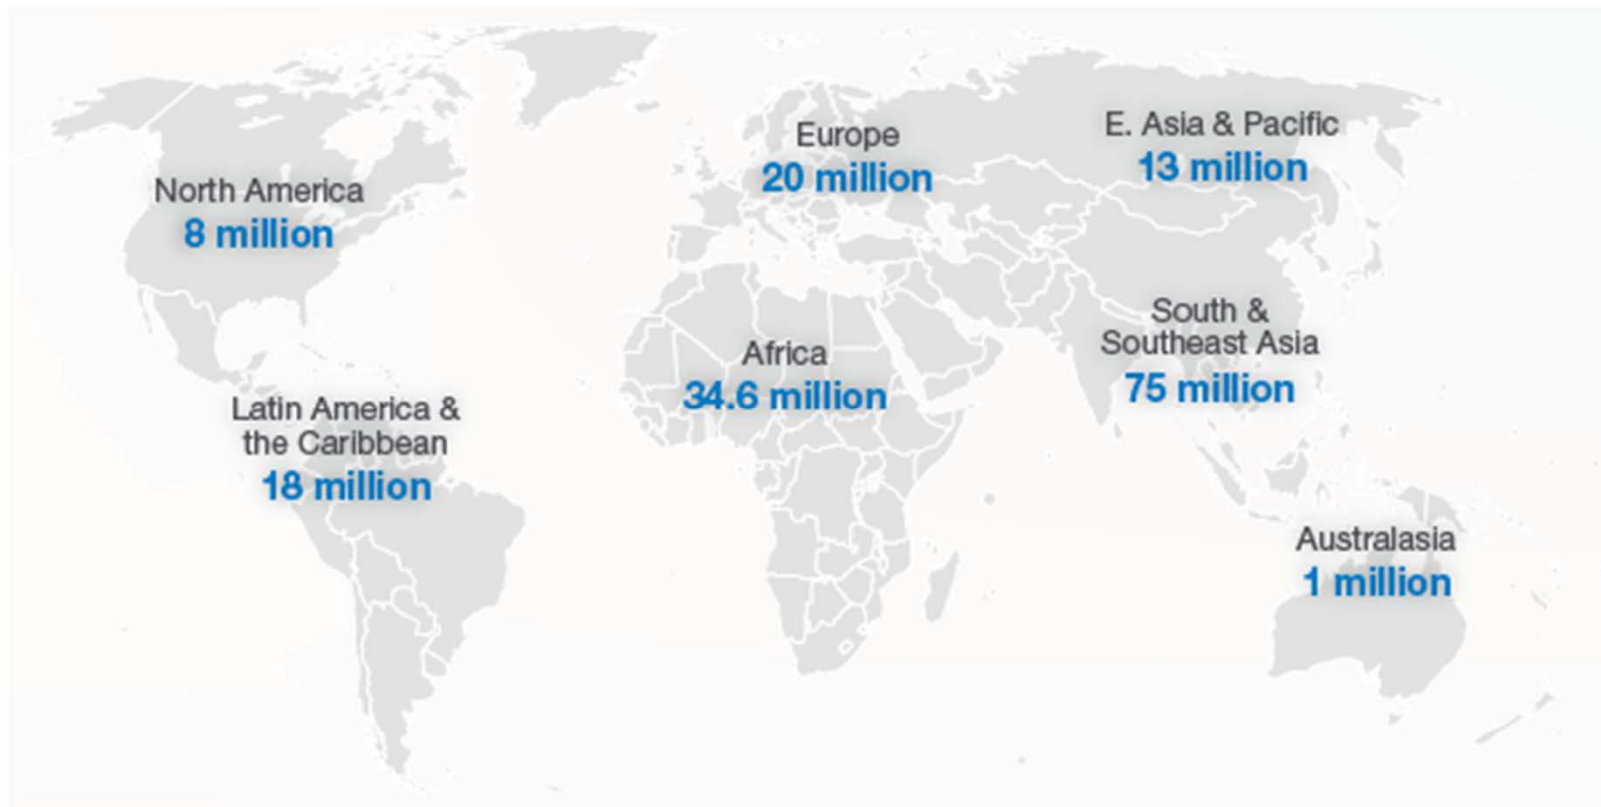 North America
8 million
Latin America &
the Caribbean
18 million
Europe
20 million
Africa
34.6 million
E. Asia & Pacific
13 million
South &
Southeast Asia
75 million
Australasia
1 million